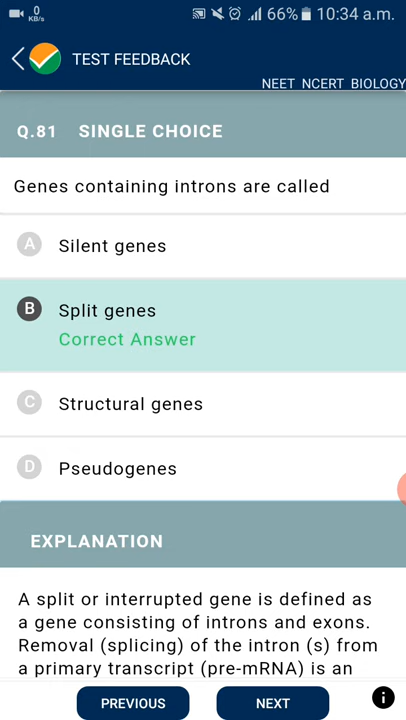 0
KB/s
66%
10:34 a.m.
TEST FEEDBACK
NEET NCERT BIOLOGY
Q.81 SINGLE CHOICE
Genes containing introns are called
A Silent genes
B Split genes
Correct Answer
C Structural genes
D Pseudogenes
EXPLANATION
A split or interrupted gene is defined as
a gene consisting of introns and exons.
Removal (splicing) of the intron (s) from
a primary transcript (pre-mRNA) is an
PREVIOUS
NEXT